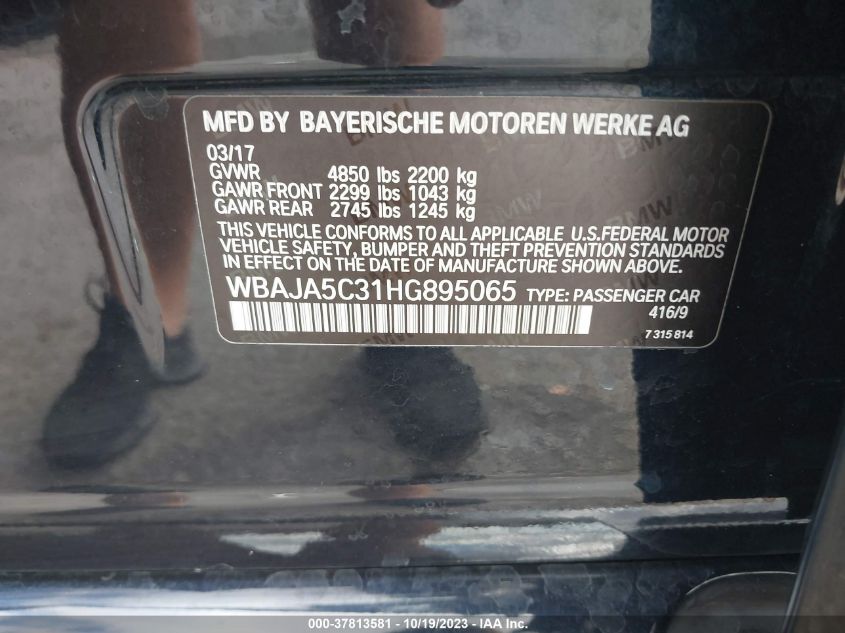 MFD BY BAYERISCHE MOTOREN WERKE AG
03/17
GVWR 4850 lbs 2200 kg
GAWR FRONT 2299 lbs 1043 kg
GAWR REAR 2745 lbs 1245 kg
THIS VEHICLE CONFORMS TO ALL APPLICABLE U.S.FEDERAL MOTOR
VEHICLE SAFETY, BUMPER AND THEFT PREVENTION STANDARDS
IN EFFECT ON THE DATE OF MANUFACTURE SHOWN ABOVE.
WBAJA5C31HG895065 TYPE: PASSENGER CAR
416/9
7 315 814
000-37813581 - 10/19/2023 - IAA Inc.